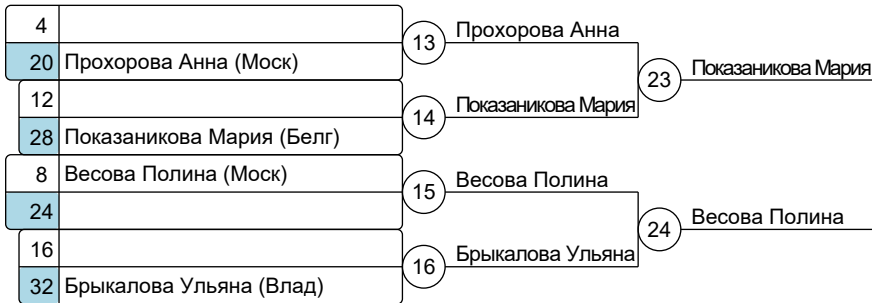 4
20 Прохорова Анна (Моск)
12
28 Показаникова Мария (Белг)
8 Весова Полина (Моск)
24
16
32 Брыкалова Ульяна (Влад)
13 Прохорова Анна
14 Показаникова Мария
15 Весова Полина
16 Брыкалова Ульяна
23 Показаникова Мария
24 Весова Полина